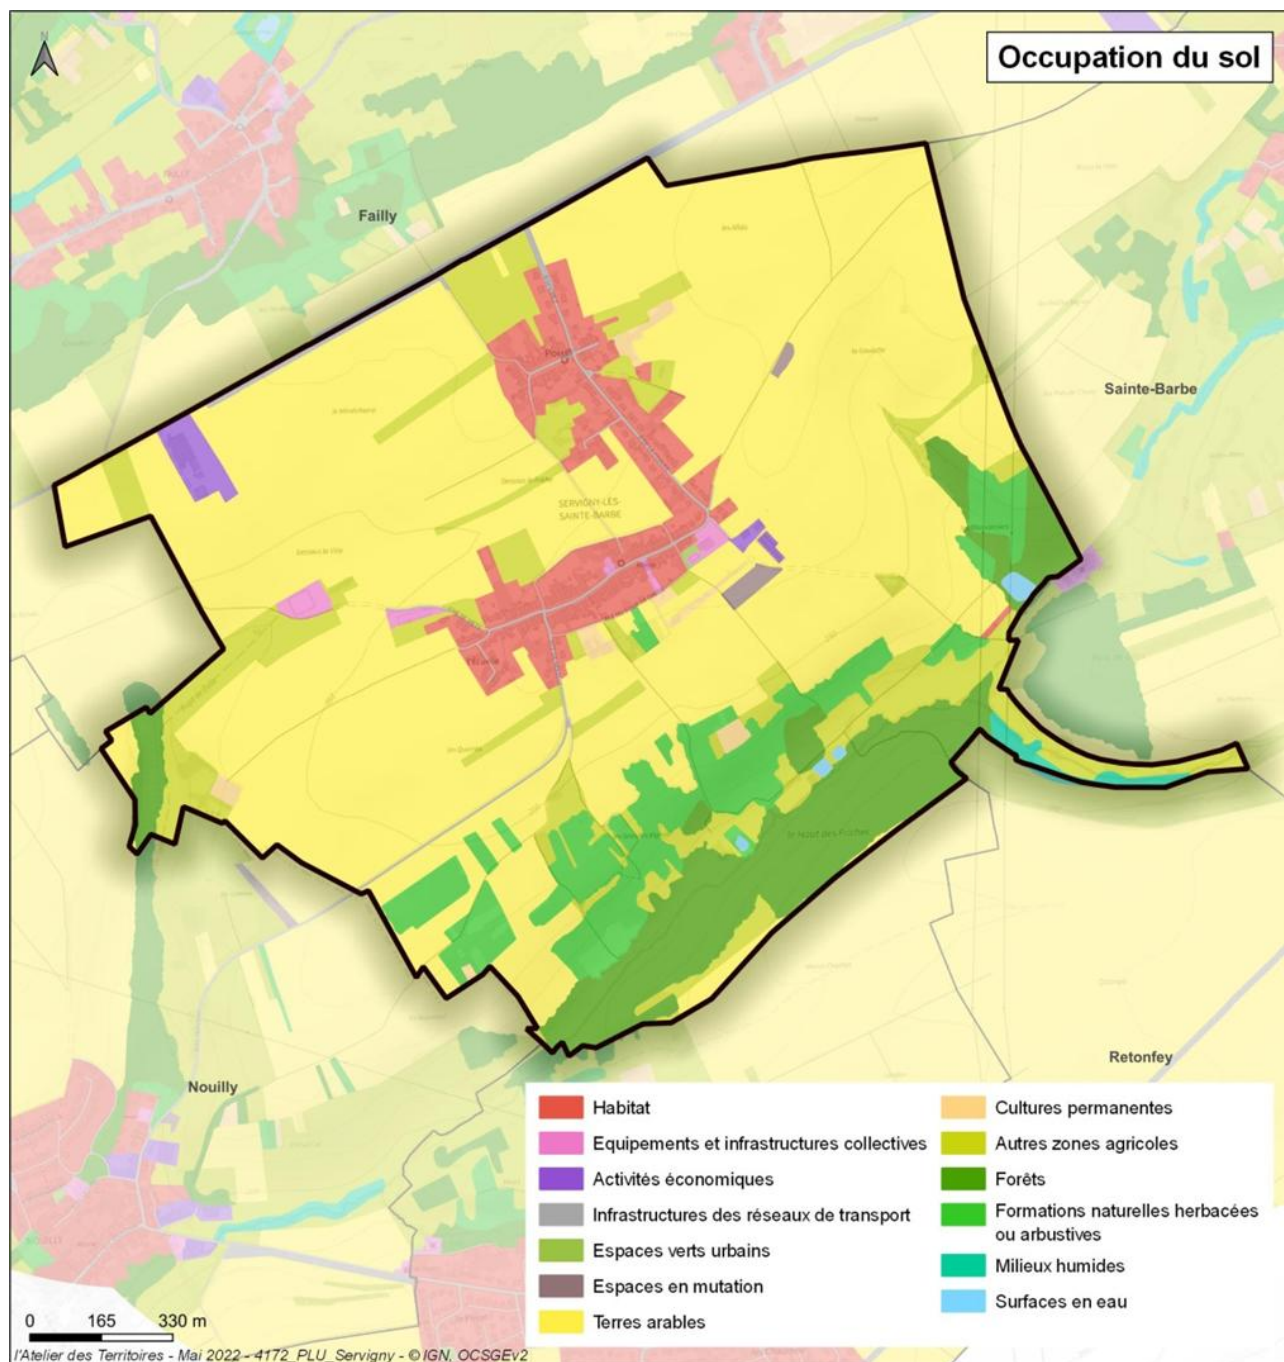 Occupation du sol
N
Failly
Sainte-Barbe
SERVIGNY-LÈS-
SAINTE-BARBE
Nouilly
Retonfey
Habitat
Equipements et infrastructures collectives
Activités économiques
Infrastructures des réseaux de transport
Espaces verts urbains
Espaces en mutation
Terres arables
Cultures permanentes
Autres zones agricoles
Forêts
Formations naturelles herbacées
ou arbustives
Milieux humides
Surfaces en eau
0 165 330 m
l'Atelier des Territoires - Mai 2022 - 4172_PLU_Servigny - © IGN, OCSGEv2